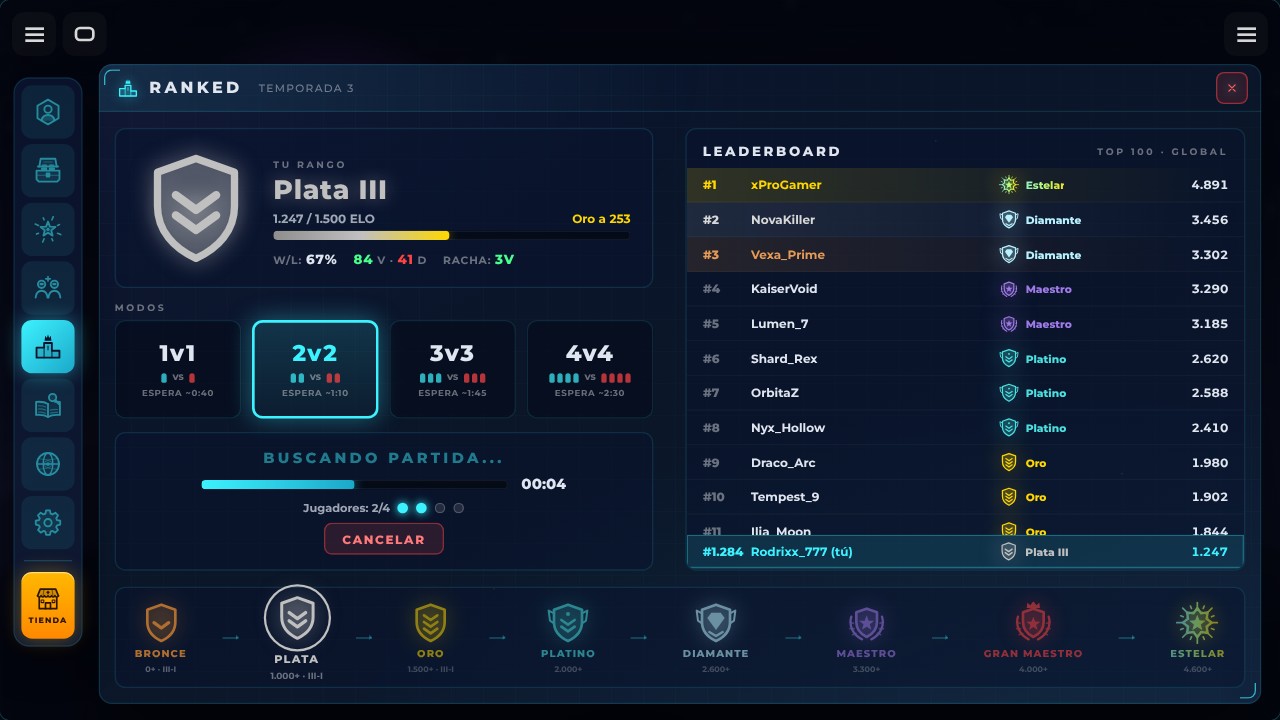 RANKED TEMPORADA 3
TU RANGO
Plata III
1.247 / 1.500 ELO Oro a 253
W/L: 67% 84 V · 41 D RACHA: 3V
MODOS
1v1
VS
ESPERA ~0:40
2v2
VS
ESPERA ~1:10
3v3
VS
ESPERA ~1:45
4v4
VS
ESPERA ~2:30
BUSCANDO PARTIDA...
00:04
Jugadores: 2/4
CANCELAR
LEADERBOARD TOP 100 · GLOBAL
#1 xProGamer Estelar 4.891
#2 NovaKiller Diamante 3.456
#3 Vexa_Prime Diamante 3.302
#4 KaiserVoid Maestro 3.290
#5 Lumen_7 Maestro 3.185
#6 Shard_Rex Platino 2.620
#7 OrbitaZ Platino 2.588
#8 Nyx_Hollow Platino 2.410
#9 Draco_Arc Oro 1.980
#10 Tempest_9 Oro 1.902
#11 Ilia_Moon Oro 1.844
#1.284 Rodrixx_777 (tú) Plata III 1.247
TIENDA
BRONCE
0+ · III-I
PLATA
1.000+ · III-I
ORO
1.500+ · III-I
PLATINO
2.000+
DIAMANTE
2.600+
MAESTRO
3.300+
GRAN MAESTRO
4.000+
ESTELAR
4.600+